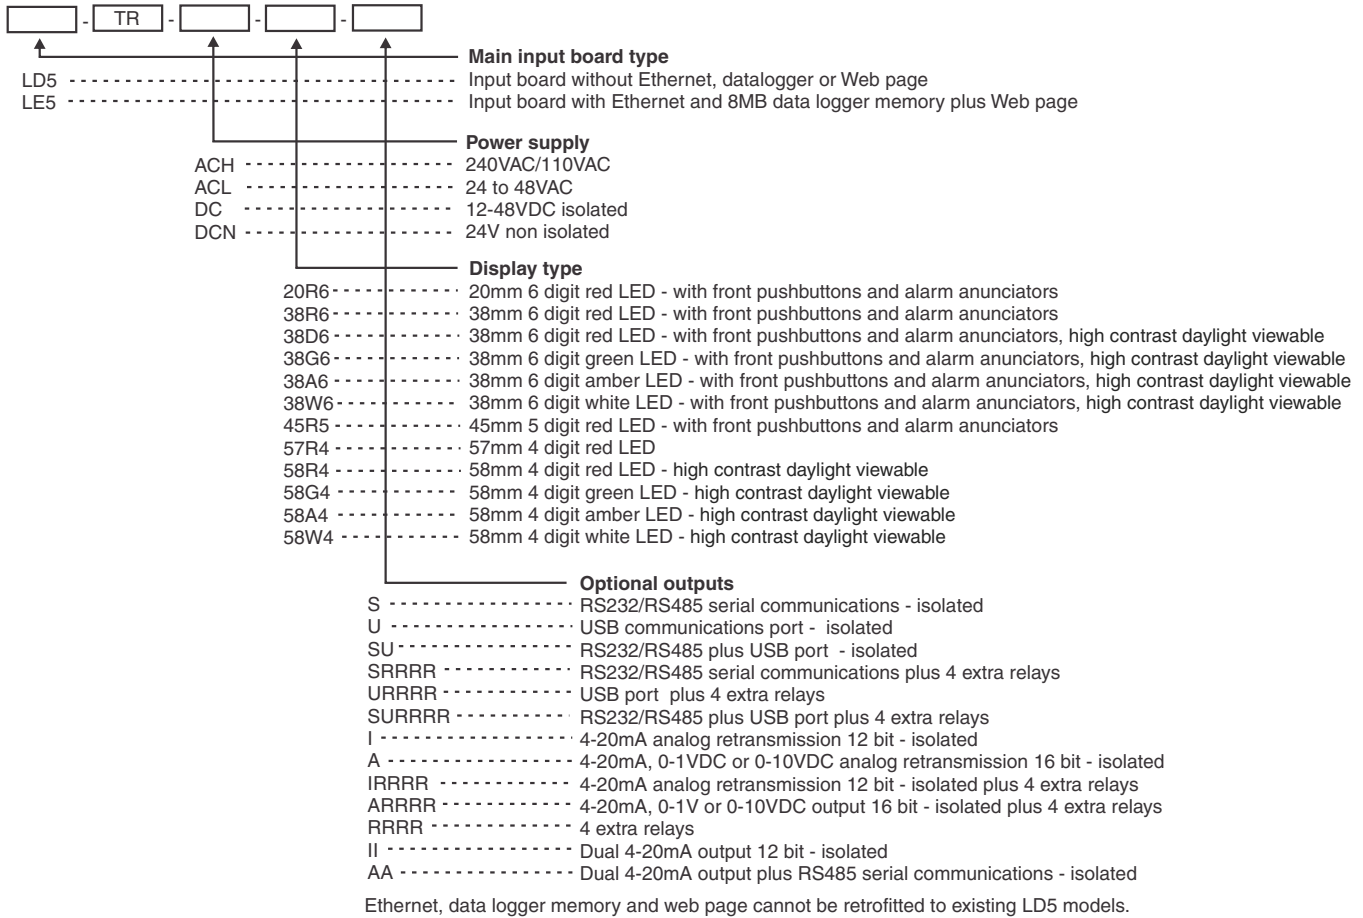 - TR - - -
Main input board type
LD5 Input board without Ethernet, datalogger or Web page
LE5 Input board with Ethernet and 8MB data logger memory plus Web page
Power supply
ACH 240VAC/110VAC
ACL 24 to 48VAC
DC 12-48VDC isolated
DCN 24V non isolated
Display type
20R6 20mm 6 digit red LED - with front pushbuttons and alarm anunciators
38R6 38mm 6 digit red LED - with front pushbuttons and alarm anunciators
38D6 38mm 6 digit red LED - with front pushbuttons and alarm anunciators, high contrast daylight viewable
38G6 38mm 6 digit green LED - with front pushbuttons and alarm anunciators, high contrast daylight viewable
38A6 38mm 6 digit amber LED - with front pushbuttons and alarm anunciators, high contrast daylight viewable
38W6 38mm 6 digit white LED - with front pushbuttons and alarm anunciators, high contrast daylight viewable
45R5 45mm 5 digit red LED - with front pushbuttons and alarm anunciators
57R4 57mm 4 digit red LED
58R4 58mm 4 digit red LED - high contrast daylight viewable
58G4 58mm 4 digit green LED - high contrast daylight viewable
58A4 58mm 4 digit amber LED - high contrast daylight viewable
58W4 58mm 4 digit white LED - high contrast daylight viewable
Optional outputs
S RS232/RS485 serial communications - isolated
U USB communications port - isolated
SU RS232/RS485 plus USB port - isolated
SRRRR RS232/RS485 serial communications plus 4 extra relays
URRRR USB port plus 4 extra relays
SURRRR RS232/RS485 plus USB port plus 4 extra relays
I 4-20mA analog retransmission 12 bit - isolated
A 4-20mA, 0-1VDC or 0-10VDC analog retransmission 16 bit - isolated
IRRRR 4-20mA analog retransmission 12 bit - isolated plus 4 extra relays
ARRRR 4-20mA, 0-1V or 0-10VDC output 16 bit - isolated plus 4 extra relays
RRRR 4 extra relays
II Dual 4-20mA output 12 bit - isolated
AA Dual 4-20mA output plus RS485 serial communications - isolated
Ethernet, data logger memory and web page cannot be retrofitted to existing LD5 models.